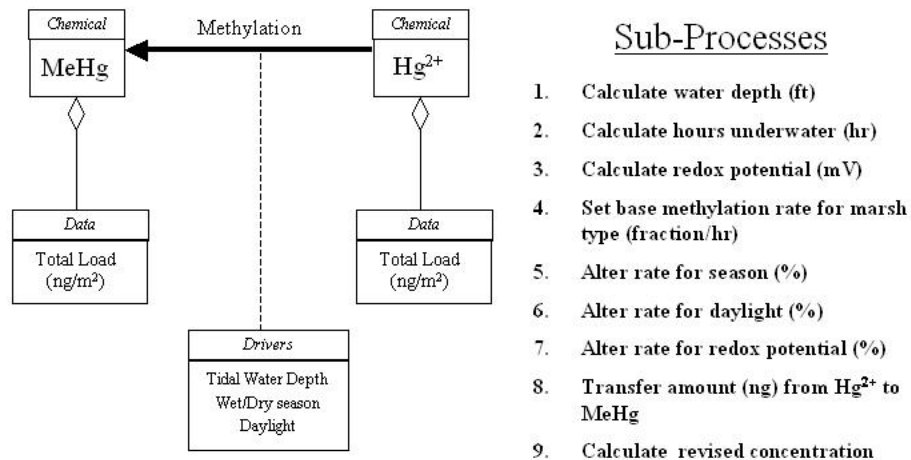 Chemical
MeHg
Methylation
Chemical
Hg²⁺
Data
Total Load
(ng/m²)
Data
Total Load
(ng/m²)
Drivers
Tidal Water Depth
Wet/Dry season
Daylight
Sub-Processes
1. Calculate water depth (ft)
2. Calculate hours underwater (hr)
3. Calculate redox potential (mV)
4. Set base methylation rate for marsh
type (fraction/hr)
5. Alter rate for season (%)
6. Alter rate for daylight (%)
7. Alter rate for redox potential (%)
8. Transfer amount (ng) from Hg²⁺ to
MeHg
9. Calculate revised concentration